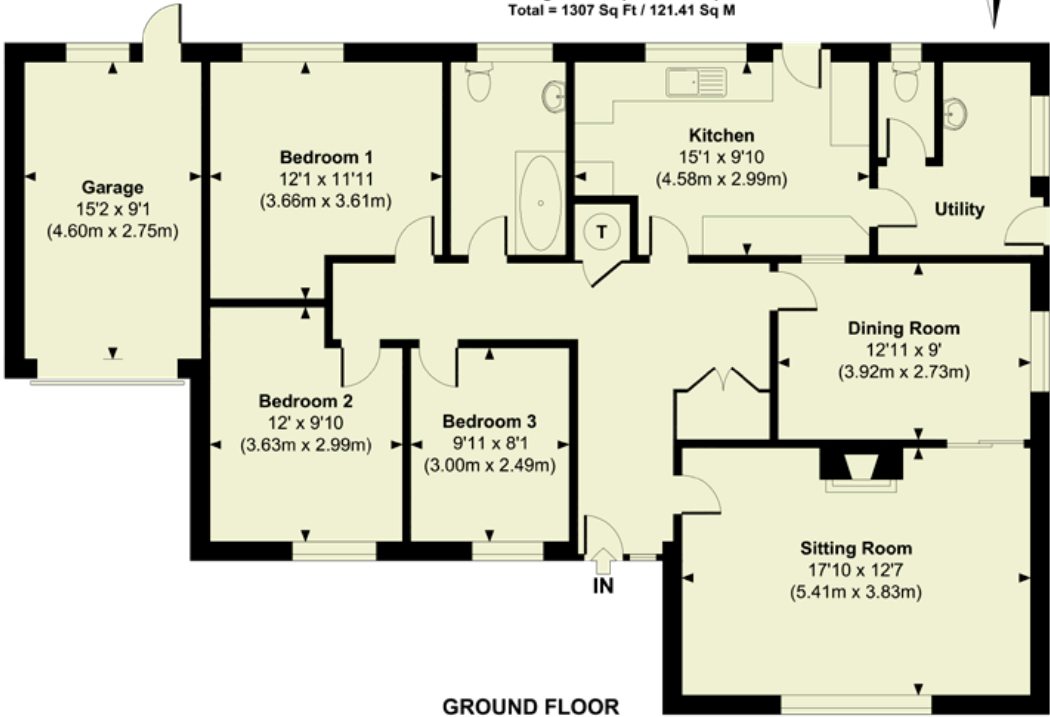 Total = 1307 Sq Ft / 121.41 Sq M
Garage
15'2 x 9'1
(4.60m x 2.75m)
Bedroom 1
12'1 x 11'11
(3.66m x 3.61m)
Kitchen
15'1 x 9'10
(4.58m x 2.99m)
Utility
T
Dining Room
12'11 x 9'
(3.92m x 2.73m)
Bedroom 2
12' x 9'10
(3.63m x 2.99m)
Bedroom 3
9'11 x 8'1
(3.00m x 2.49m)
Sitting Room
17'10 x 12'7
(5.41m x 3.83m)
IN
GROUND FLOOR